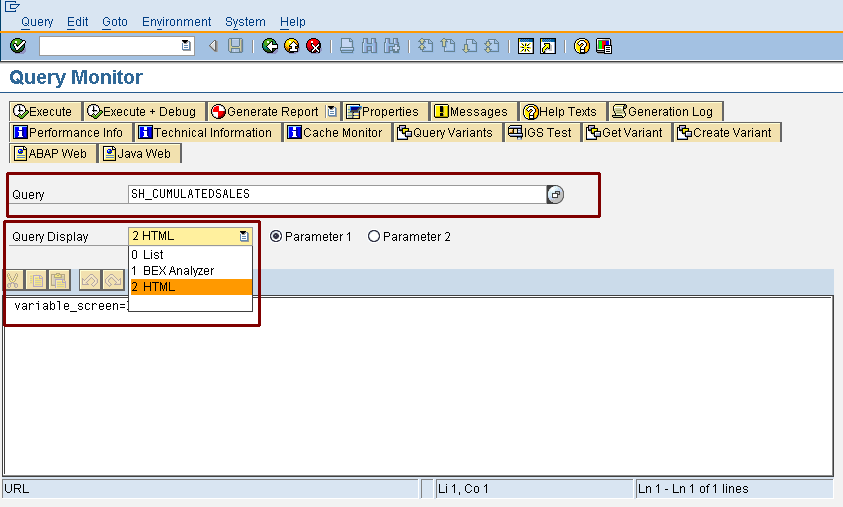 Query Edit Goto Environment System Help
Query Monitor
Execute Execute + Debug Generate Report Properties Messages Help Texts Generation Log
Performance Info Technical Information Cache Monitor Query Variants IGS Test Get Variant Create Variant
ABAP Web Java Web
Query SH_CUMULATEDSALES
Query Display 2 HTML Parameter 1 Parameter 2
0 List
1 BEX Analyzer
2 HTML
variable_screen=
URL Li 1, Co 1 Ln 1 - Ln 1 of 1 lines